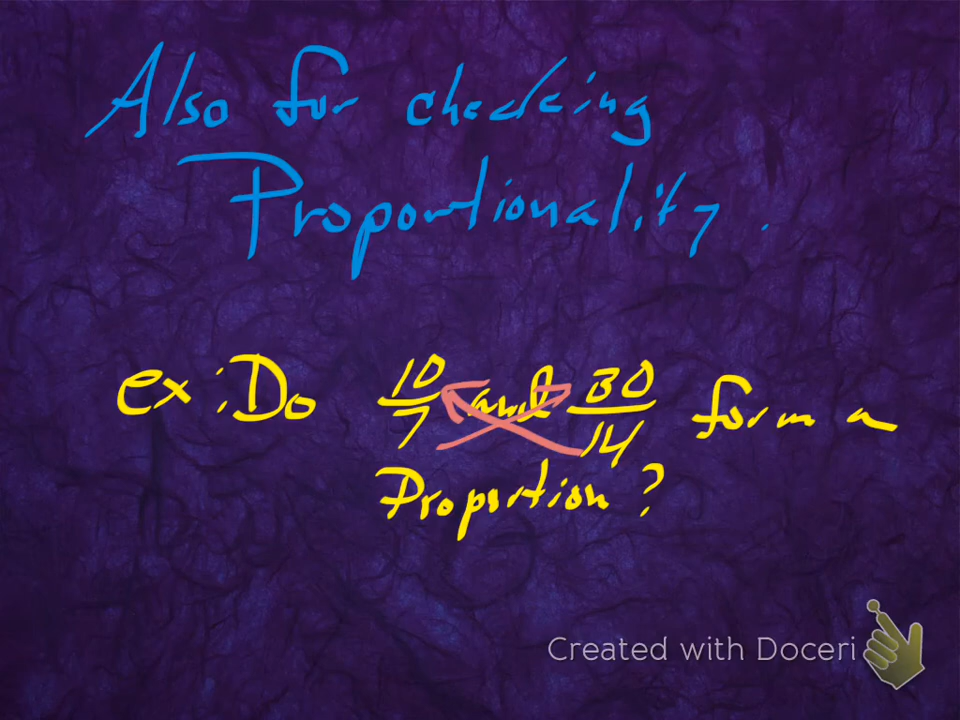 Also for checking
Proportionality.
ex: Do 10/7 and 30/14 form a
Proportion?
Created with Doceri